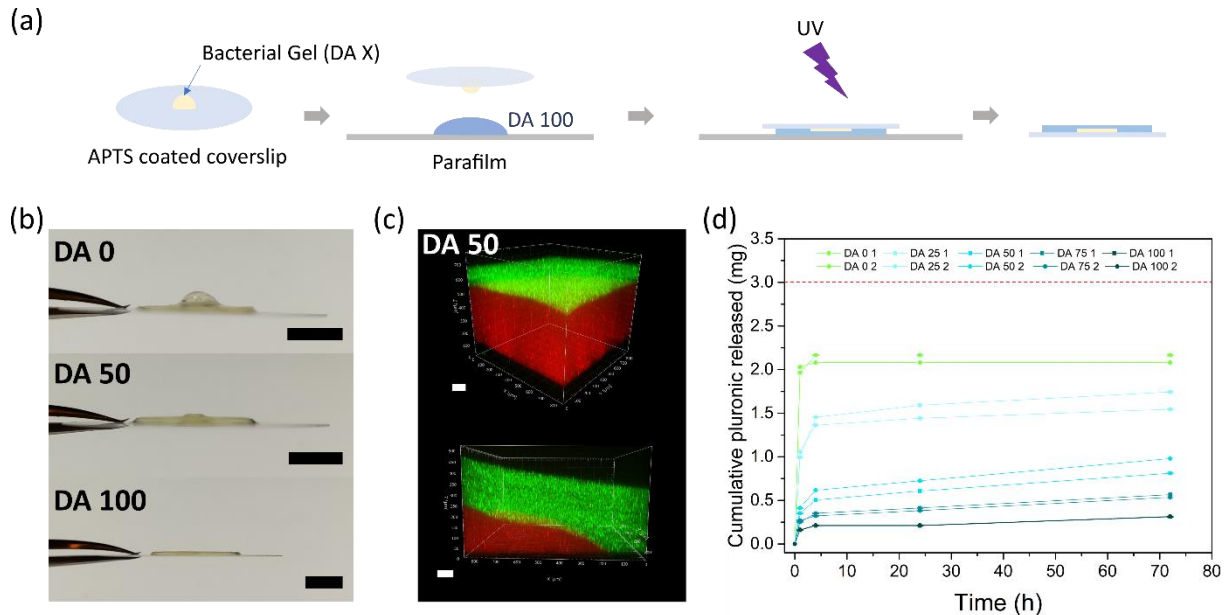 (a)
UV
Bacterial Gel (DA X)
DA 100
APTS coated coverslip
Parafilm
(b)
(c)
(d)
DA 0
DA 50
DA 100
DA 50
DA 0 1
DA 25 1
DA 50 1
DA 75 1
DA 100 1
DA 0 2
DA 25 2
DA 50 2
DA 75 2
DA 100 2
Cumulative pluronic released (mg)
3.5
3.0
2.5
2.0
1.5
1.0
0.5
0.0
0
10
20
30
40
50
60
70
80
Time (h)